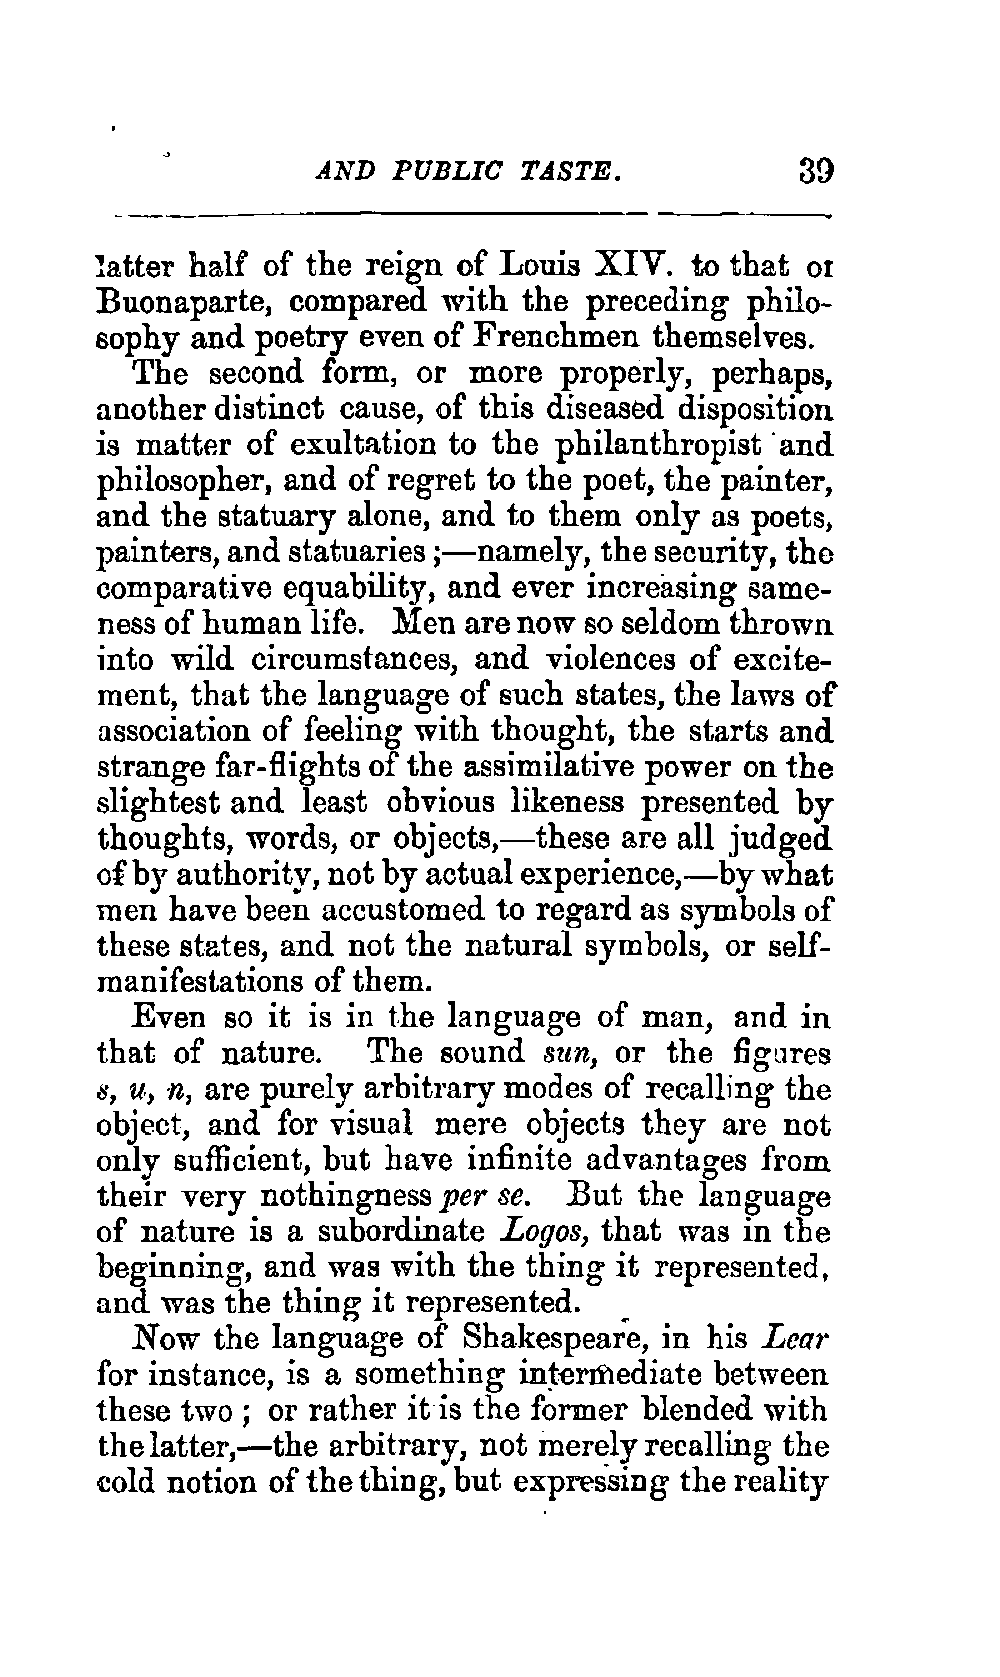 AND PUBLIC TASTE. 39
latter half of the reign of Louis XIV. to that of
Buonaparte, compared with the preceding philo-
sophy and poetry even of Frenchmen themselves.
The second form, or more properly, perhaps,
another distinct cause, of this diseased disposition
is matter of exultation to the philanthropist and
philosopher, and of regret to the poet, the painter,
and the statuary alone, and to them only as poets,
painters, and statuaries ;—namely, the security, the
comparative equability, and ever increasing same-
ness of human life. Men are now so seldom thrown
into wild circumstances, and violences of excite-
ment, that the language of such states, the laws of
association of feeling with thought, the starts and
strange far-flights of the assimilative power on the
slightest and least obvious likeness presented by
thoughts, words, or objects,—these are all judged
of by authority, not by actual experience,—by what
men have been accustomed to regard as symbols of
these states, and not the natural symbols, or self-
manifestations of them.
Even so it is in the language of man, and in
that of nature. The sound sun, or the figures
s, u, n, are purely arbitrary modes of recalling the
object, and for visual mere objects they are not
only sufficient, but have infinite advantages from
their very nothingness per se. But the language
of nature is a subordinate Logos, that was in the
beginning, and was with the thing it represented,
and was the thing it represented.
Now the language of Shakespeare, in his Lear
for instance, is a something intermediate between
these two ; or rather it is the former blended with
the latter,—the arbitrary, not merely recalling the
cold notion of the thing, but expressing the reality